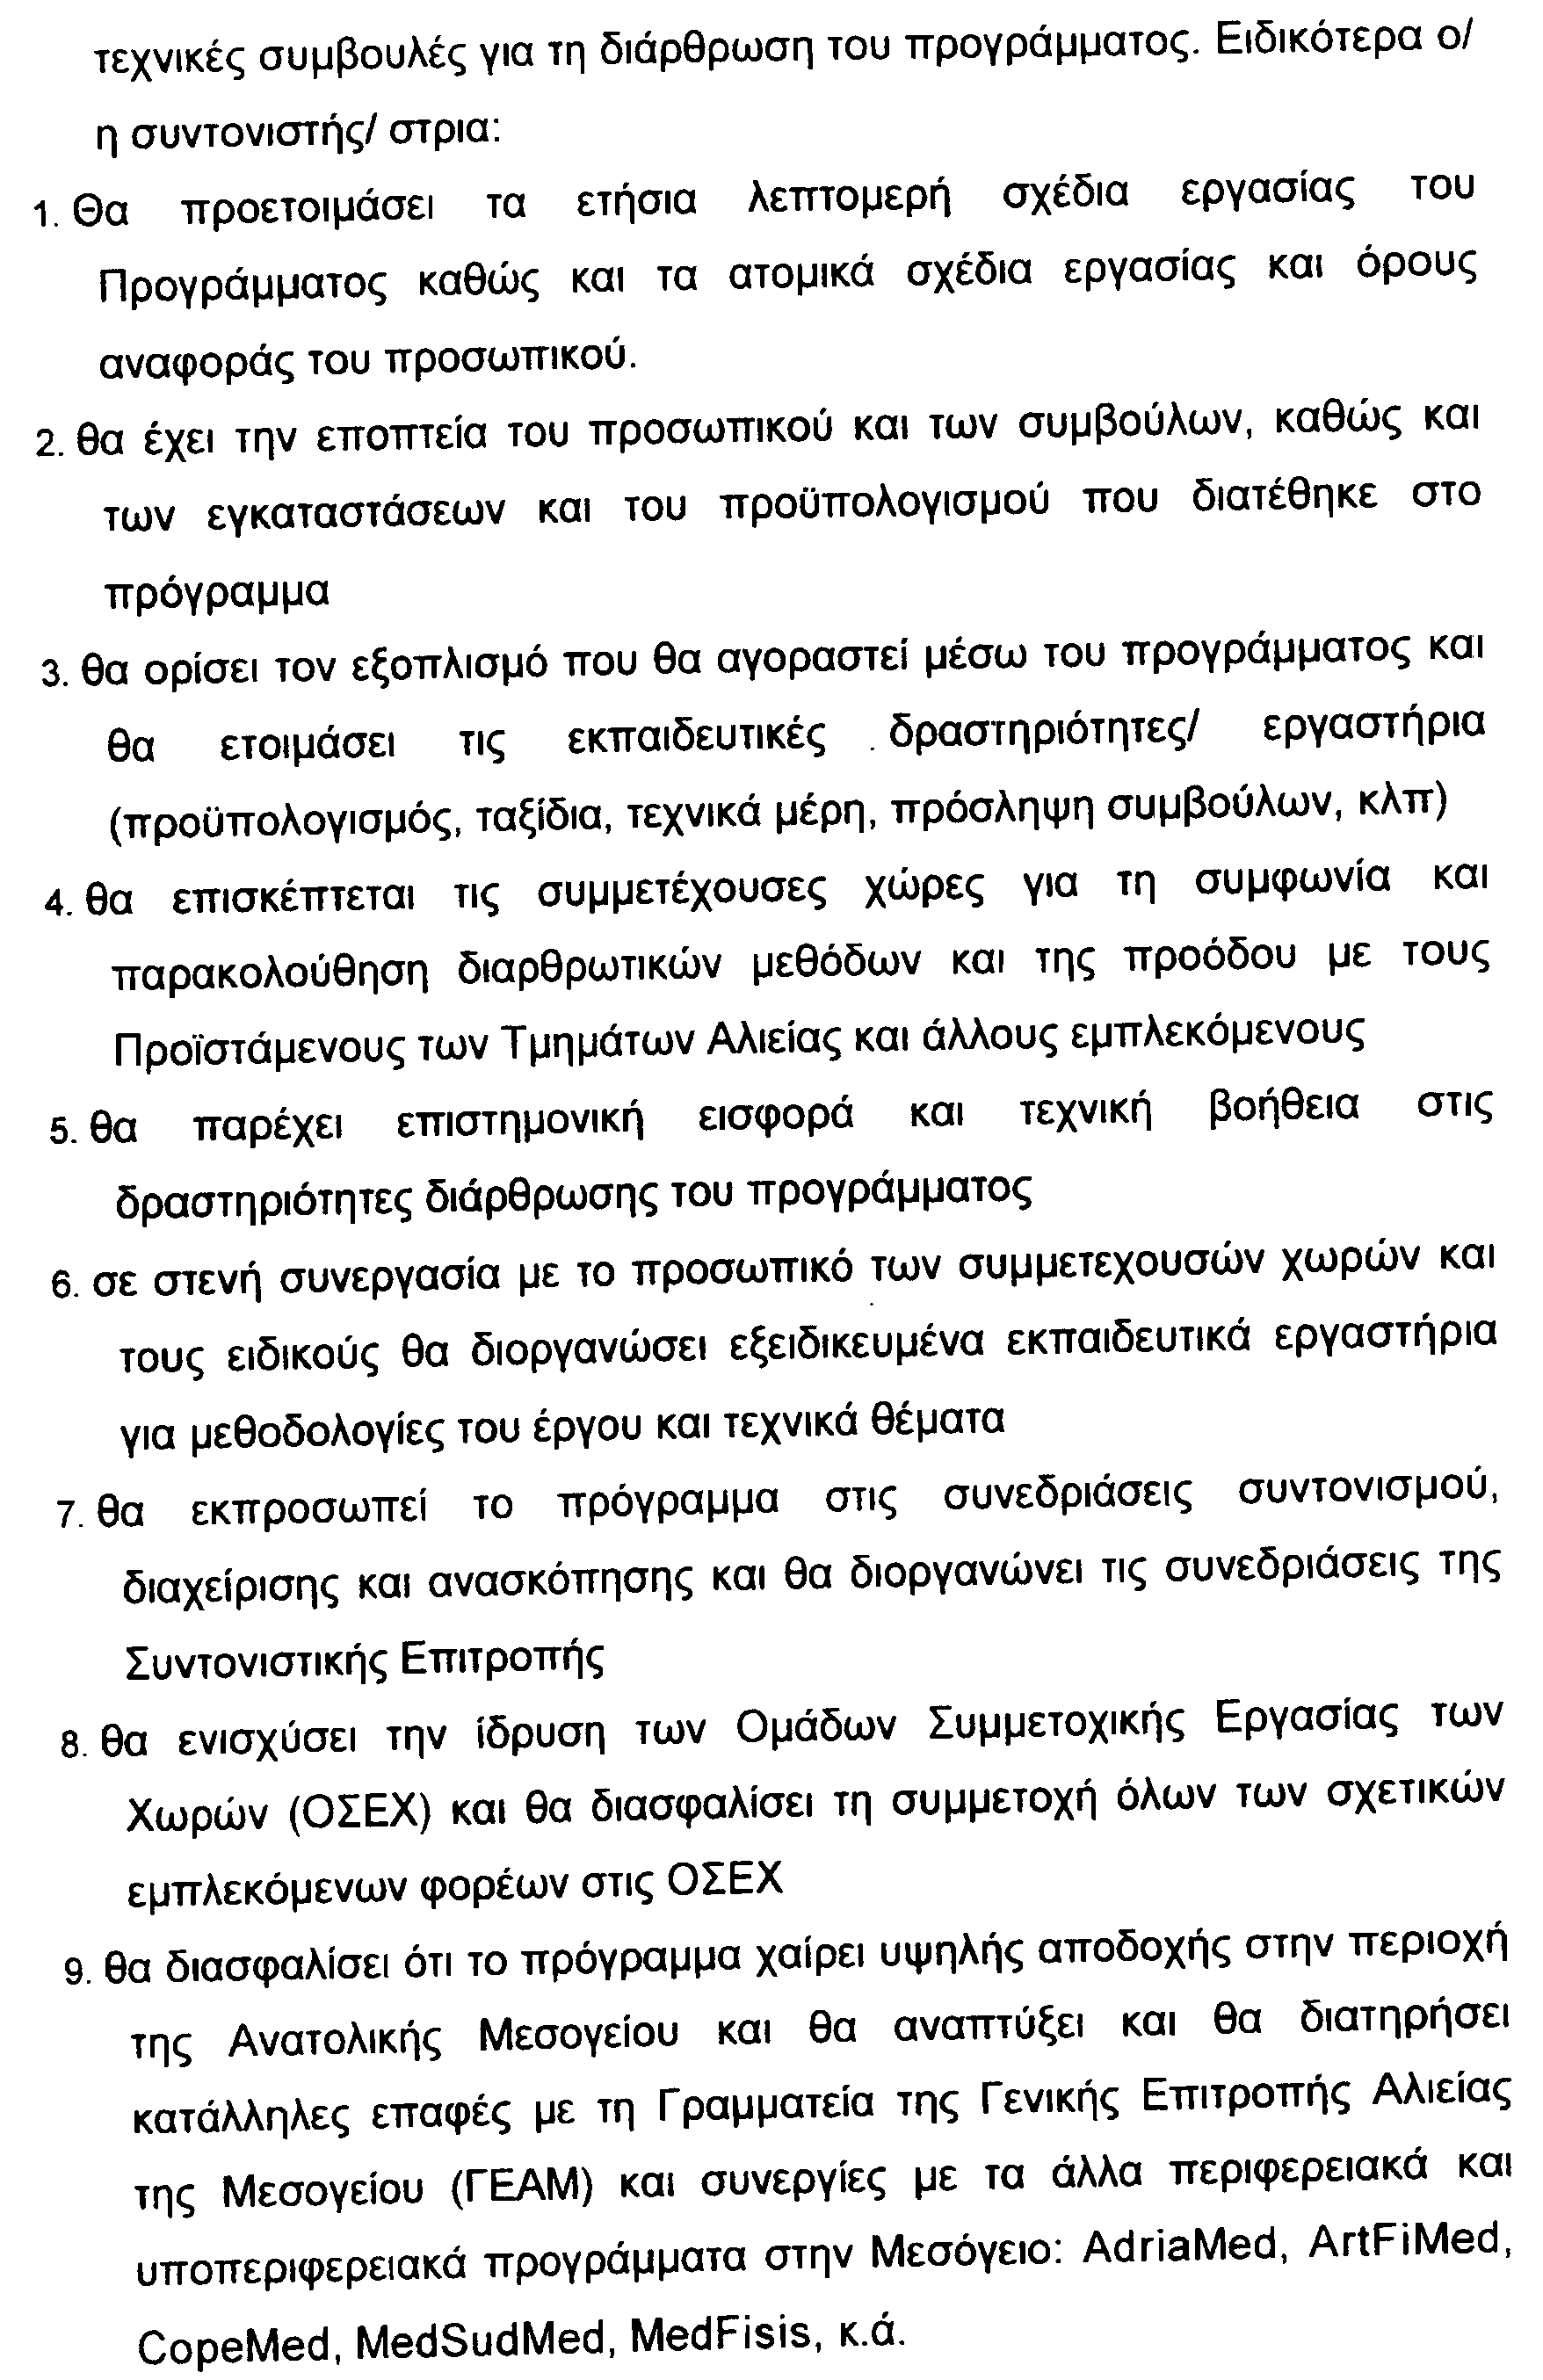 τεχνικές συμβουλές για τη διάρθρωση του προγράμματος. Ειδικότερα ο/
η συντονιστής/ στρια:
1. Θα προετοιμάσει τα ετήσια λεπτομερή σχέδια εργασίας του
Προγράμματος καθώς και τα ατομικά σχέδια εργασίας και όρους
αναφοράς του προσωπικού.
2. θα έχει την εποπτεία του προσωπικού και των συμβούλων, καθώς και
των εγκαταστάσεων και του προϋπολογισμού που διατέθηκε στο
πρόγραμμα
3. θα ορίσει τον εξοπλισμό που θα αγοραστεί μέσω του προγράμματος και
θα ετοιμάσει τις εκπαιδευτικές δραστηριότητες/ εργαστήρια
(προϋπολογισμός, ταξίδια, τεχνικά μέρη, πρόσληψη συμβούλων, κλπ)
4. θα επισκέπτεται τις συμμετέχουσες χώρες για τη συμφωνία και
παρακολούθηση διαρθρωτικών μεθόδων και της προόδου με τους
Προϊστάμενους των Τμημάτων Αλιείας και άλλους εμπλεκόμενους
5. θα παρέχει επιστημονική εισφορά και τεχνική βοήθεια στις
δραστηριότητες διάρθρωσης του προγράμματος
6. σε στενή συνεργασία με το προσωπικό των συμμετεχουσών χωρών και
τους ειδικούς θα διοργανώσει εξειδικευμένα εκπαιδευτικά εργαστήρια
για μεθοδολογίες του έργου και τεχνικά θέματα
7. θα εκπροσωπεί το πρόγραμμα στις συνεδριάσεις συντονισμού,
διαχείρισης και ανασκόπησης και θα διοργανώνει τις συνεδριάσεις της
Συντονιστικής Επιτροπής
8. θα ενισχύσει την ίδρυση των Ομάδων Συμμετοχικής Εργασίας των
Χωρών (ΟΣΕΧ) και θα διασφαλίσει τη συμμετοχή όλων των σχετικών
εμπλεκόμενων φορέων στις ΟΣΕΧ
9. θα διασφαλίσει ότι το πρόγραμμα χαίρει υψηλής αποδοχής στην περιοχή
της Ανατολικής Μεσογείου και θα αναπτύξει και θα διατηρήσει
κατάλληλες επαφές με τη Γραμματεία της Γενικής Επιτροπής Αλιείας
της Μεσογείου (ΓΕΑΜ) και συνεργίες με τα άλλα περιφερειακά και
υποπεριφερειακά προγράμματα στην Μεσόγειο: AdriaMed, ArtFiMed,
CopeMed, MedSudMed, MedFisis, κ.ά.